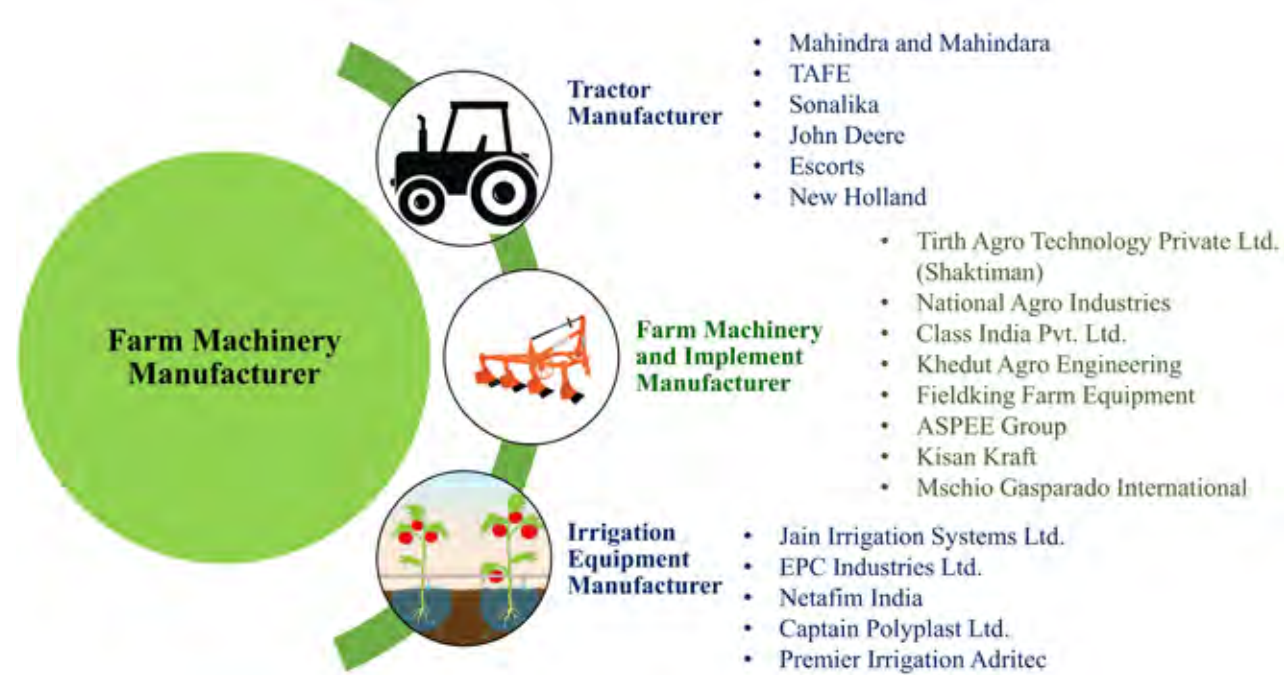 Farm Machinery
Manufacturer
Tractor
Manufacturer
• Mahindra and Mahindara
• TAFE
• Sonalika
• John Deere
• Escorts
• New Holland
Farm Machinery
and Implement
Manufacturer
• Tirth Agro Technology Private Ltd.
(Shaktiman)
• National Agro Industries
• Class India Pvt. Ltd.
• Khedut Agro Engineering
• Fieldking Farm Equipment
• ASPEE Group
• Kisan Kraft
• Mschio Gasparado International
Irrigation
Equipment
Manufacturer
• Jain Irrigation Systems Ltd.
• EPC Industries Ltd.
• Netafim India
• Captain Polyplast Ltd.
• Premier Irrigation Adritec